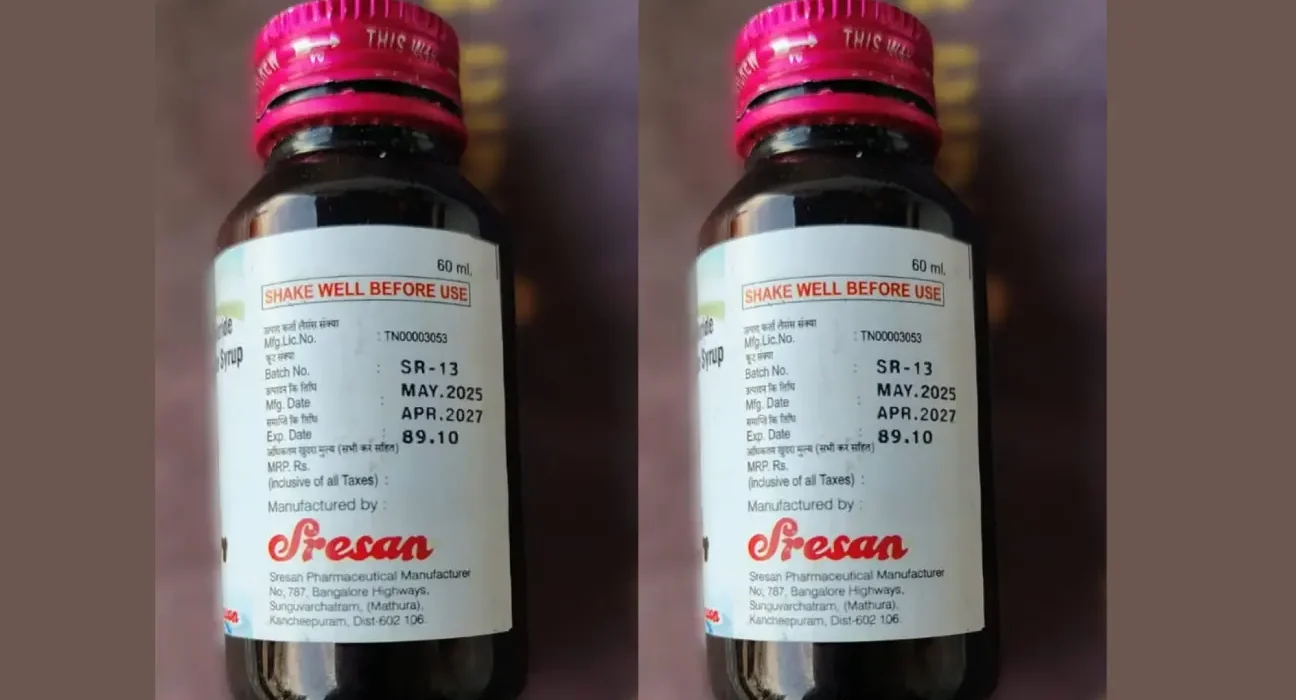 THIS WAY
60 ml.
SHAKE WELL BEFORE USE
उत्पाद कर्ता लैसंस संख्या
Mfg.Lic.No. : TN00003053
कूट संख्या
Batch No. : SR-13
उत्पादन कि तिथि
Mfg. Date : MAY.2025
समाप्ति कि तिथि
Exp. Date : APR.2027
अधिकतम खुदरा मुल्य (सभी कर सहित) 89.10
MRP. Rs.
(inclusive of all Taxes) :
Syrup
Manufactured by :
Sresan
Sresan Pharmaceutical Manufacturer
No, 787, Bangalore Highways,
Sunguvarchatram, (Mathura),
Kancheepuram, Dist-602 106.
THIS WAY
60 ml.
SHAKE WELL BEFORE USE
उत्पाद कर्ता लैसंस संख्या
Mfg.Lic.No. : TN00003053
कूट संख्या
Batch No. : SR-13
उत्पादन कि तिथि
Mfg. Date : MAY.2025
समाप्ति कि तिथि
Exp. Date : APR.2027
अधिकतम खुदरा मुल्य (सभी कर सहित) 89.10
MRP. Rs.
(inclusive of all Taxes) :
Syrup
Manufactured by :
Sresan
Sresan Pharmaceutical Manufacturer
No, 787, Bangalore Highways,
Sunguvarchatram, (Mathura),
Kancheepuram, Dist-602 106.